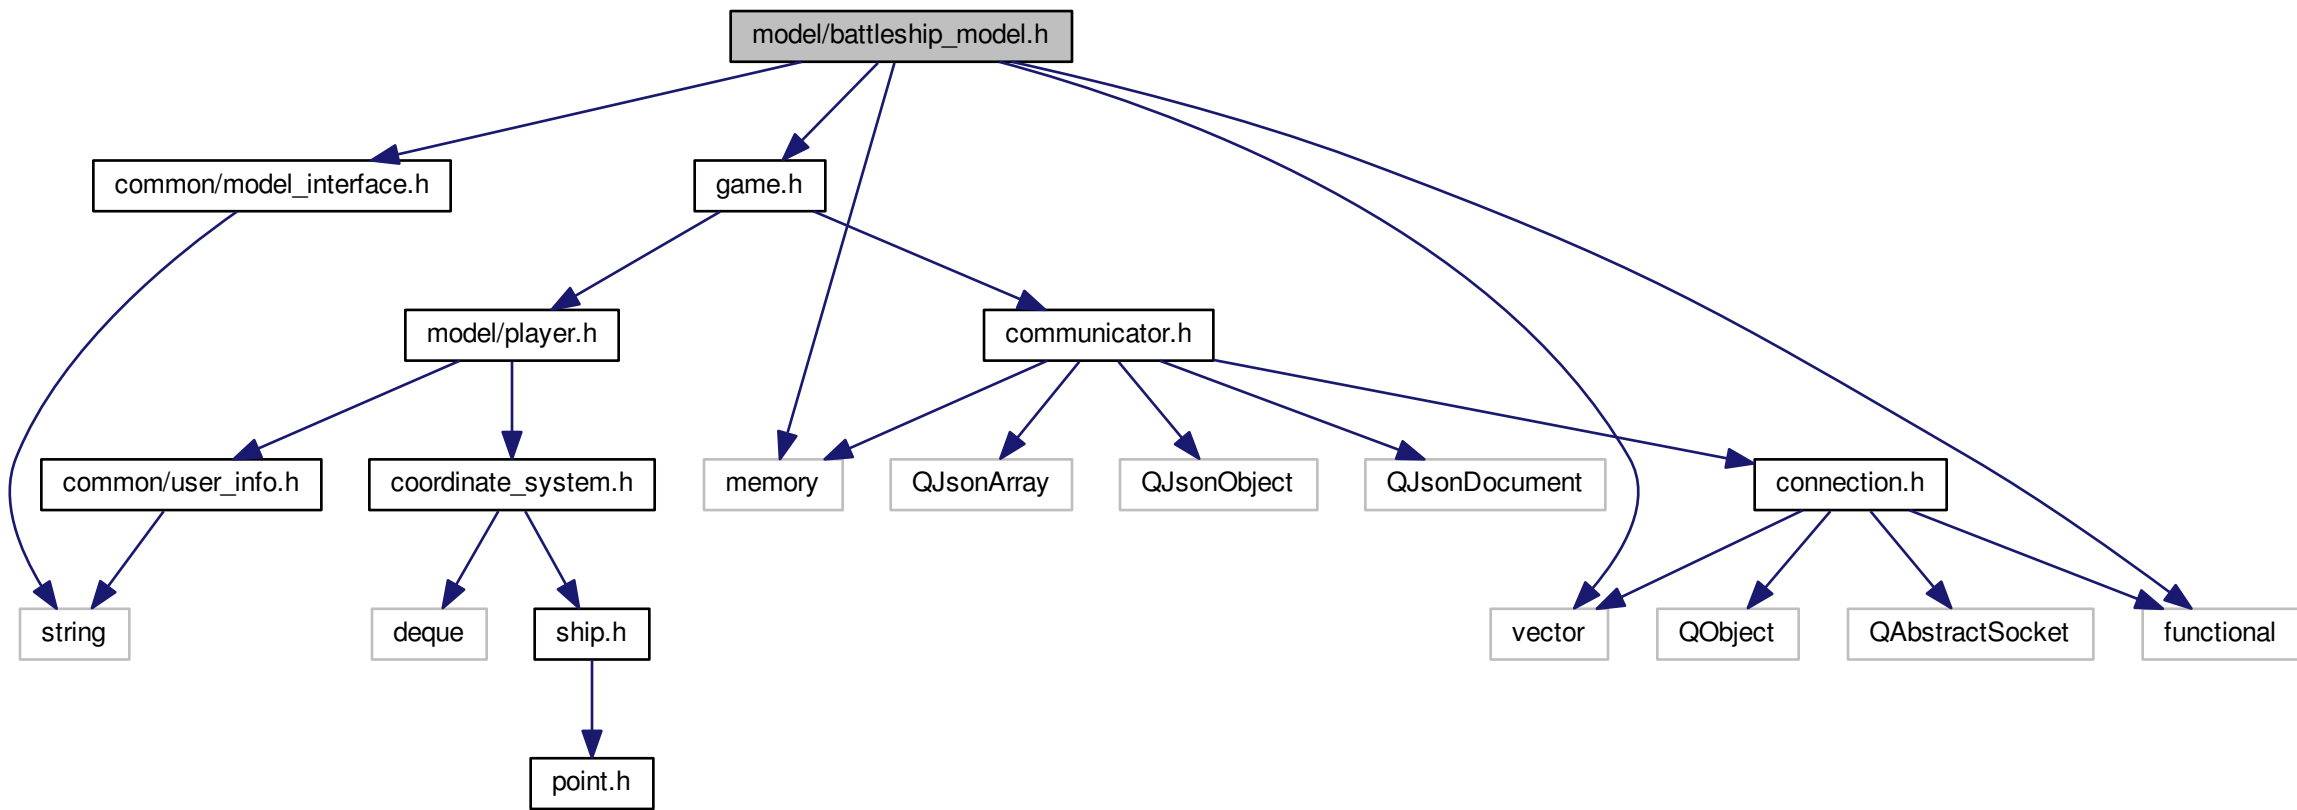 model/battleship_model.h
common/model_interface.h
game.h
model/player.h
communicator.h
common/user_info.h
coordinate_system.h
memory
QJsonArray
QJsonObject
QJsonDocument
connection.h
string
deque
ship.h
vector
QObject
QAbstractSocket
functional
point.h